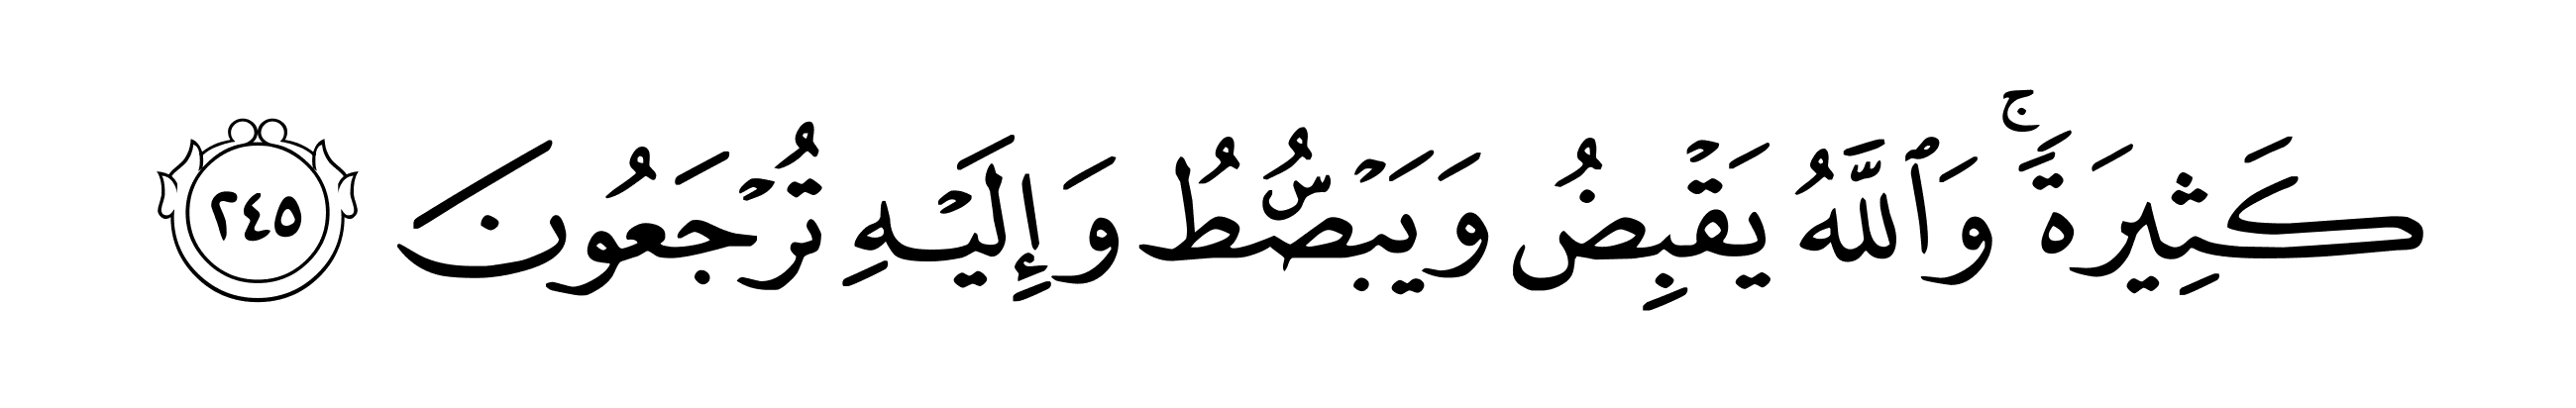 كَثِيرَةًۚ وَٱللَّهُ يَقۡبِضُ وَيَبۡصُۜطُ وَإِلَيۡهِ تُرۡجَعُونَ ٢٤٥